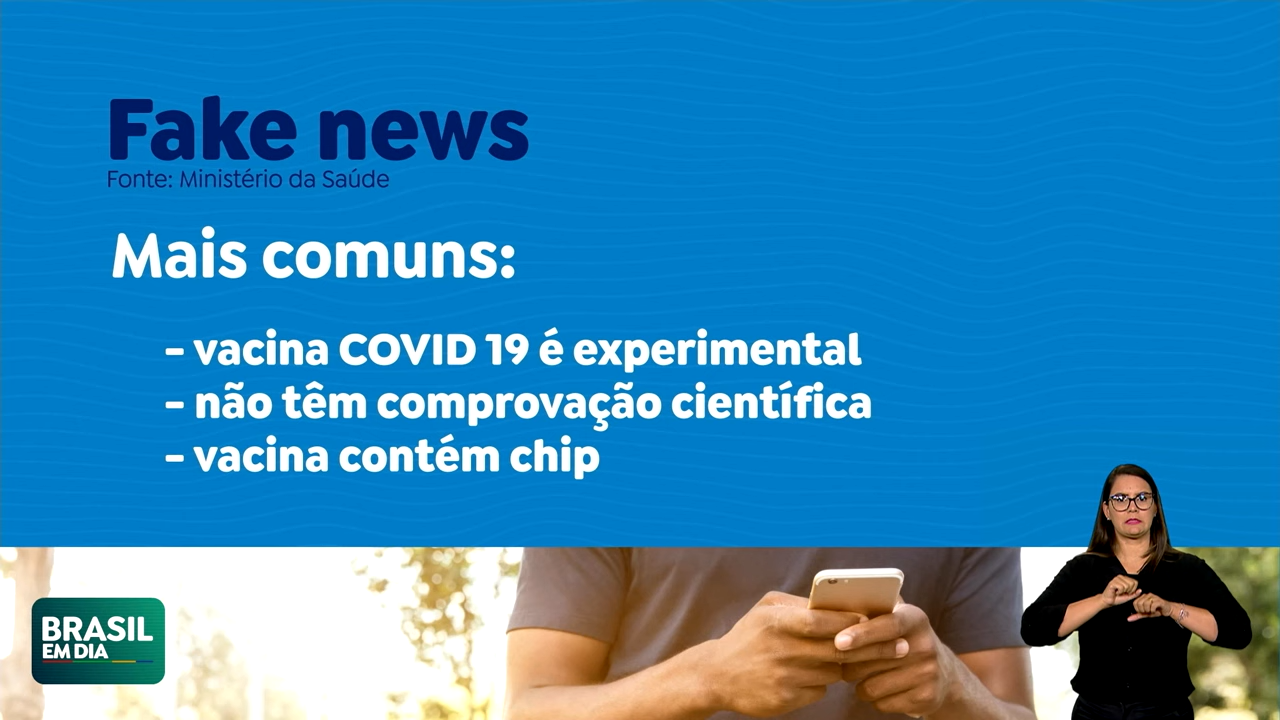 Fake news
Fonte: Ministério da Saúde
Mais comuns:
- vacina COVID 19 é experimental
- não têm comprovação científica
- vacina contém chip
BRASIL
EM DIA